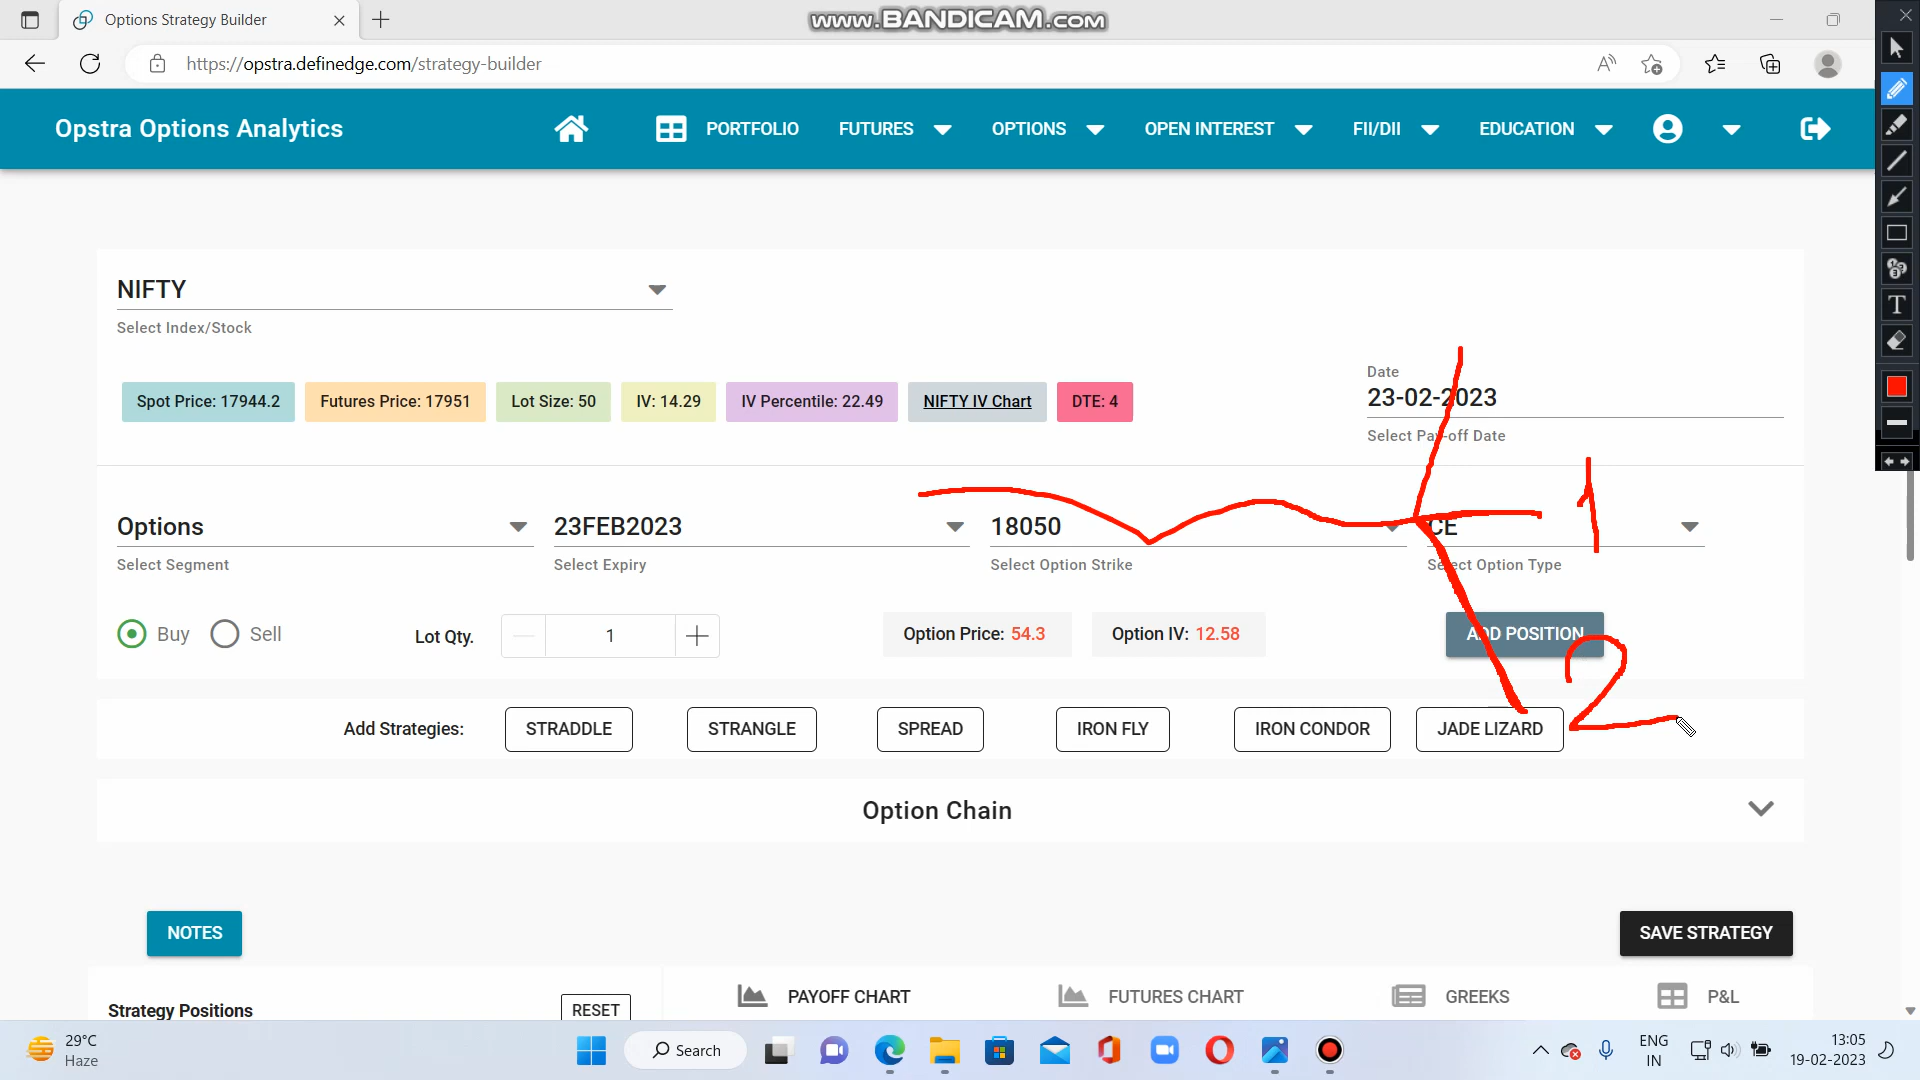 Options Strategy Builder
www.BANDICAM.com
https://opstra.definedge.com/strategy-builder
Opstra Options Analytics
PORTFOLIO
FUTURES
OPTIONS
OPEN INTEREST
FII/DII
EDUCATION
NIFTY
Select Index/Stock
Spot Price: 17944.2
Futures Price: 17951
Lot Size: 50
IV: 14.29
IV Percentile: 22.49
NIFTY IV Chart
DTE: 4
Date
23-02-2023
Select Pay-off Date
Options
23FEB2023
18050
CE
1
Select Segment
Select Expiry
Select Option Strike
Select Option Type
Buy
Sell
Lot Qty.
1
Option Price: 54.3
Option IV: 12.58
ADD POSITION
2
Add Strategies:
STRADDLE
STRANGLE
SPREAD
IRON FLY
IRON CONDOR
JADE LIZARD
Option Chain
NOTES
SAVE STRATEGY
Strategy Positions
RESET
PAYOFF CHART
FUTURES CHART
GREEKS
P&L
29°C
Haze
Search
ENG
IN
13:05
19-02-2023